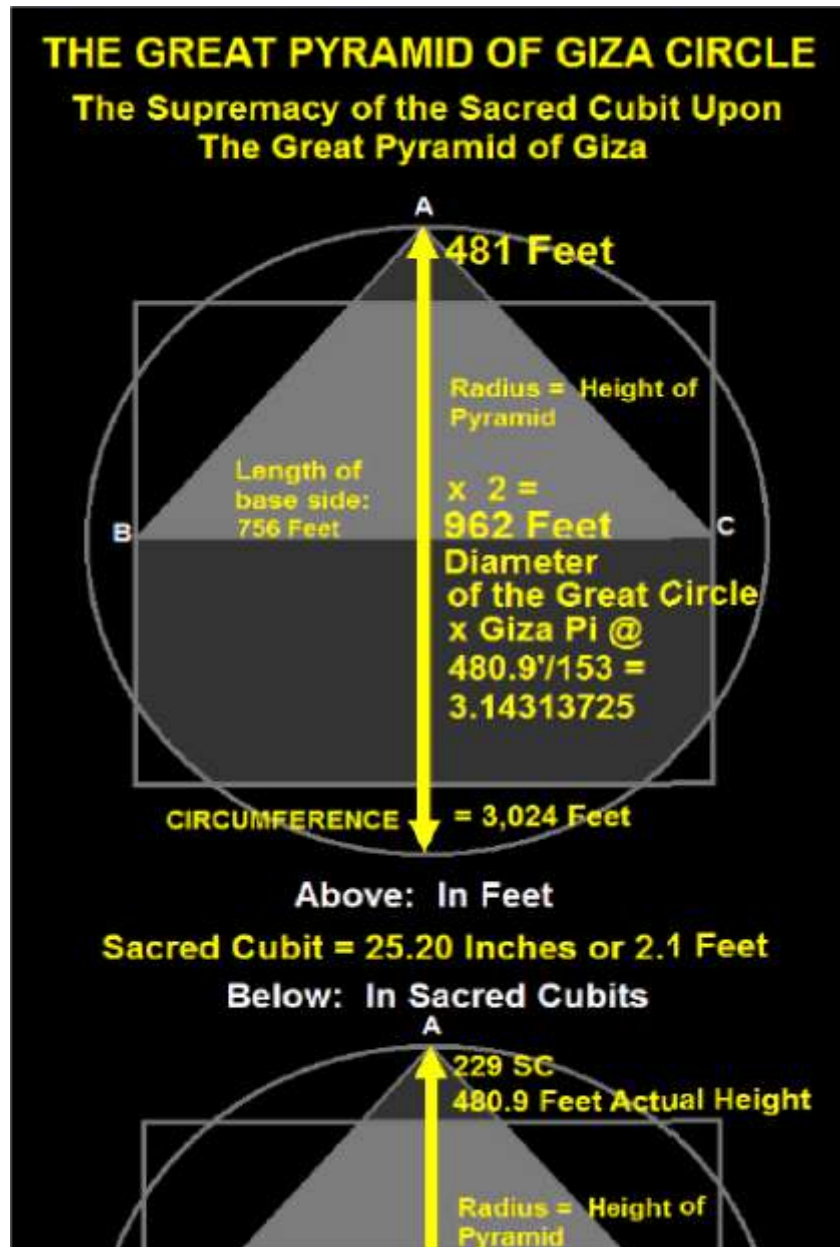 THE GREAT PYRAMID OF GIZA CIRCLE
The Supremacy of the Sacred Cubit Upon
The Great Pyramid of Giza
A
481 Feet
Radius = Height of
Pyramid
Length of
base side:
756 Feet
B
x 2 =
962 Feet
C
Diameter
of the Great Circle
x Giza Pi @
480.9'/153 =
3.14313725
CIRCUMFERENCE = 3,024 Feet
Above: In Feet
Sacred Cubit = 25.20 Inches or 2.1 Feet
Below: In Sacred Cubits
A
229 SC
480.9 Feet Actual Height
Radius = Height of
Pyramid